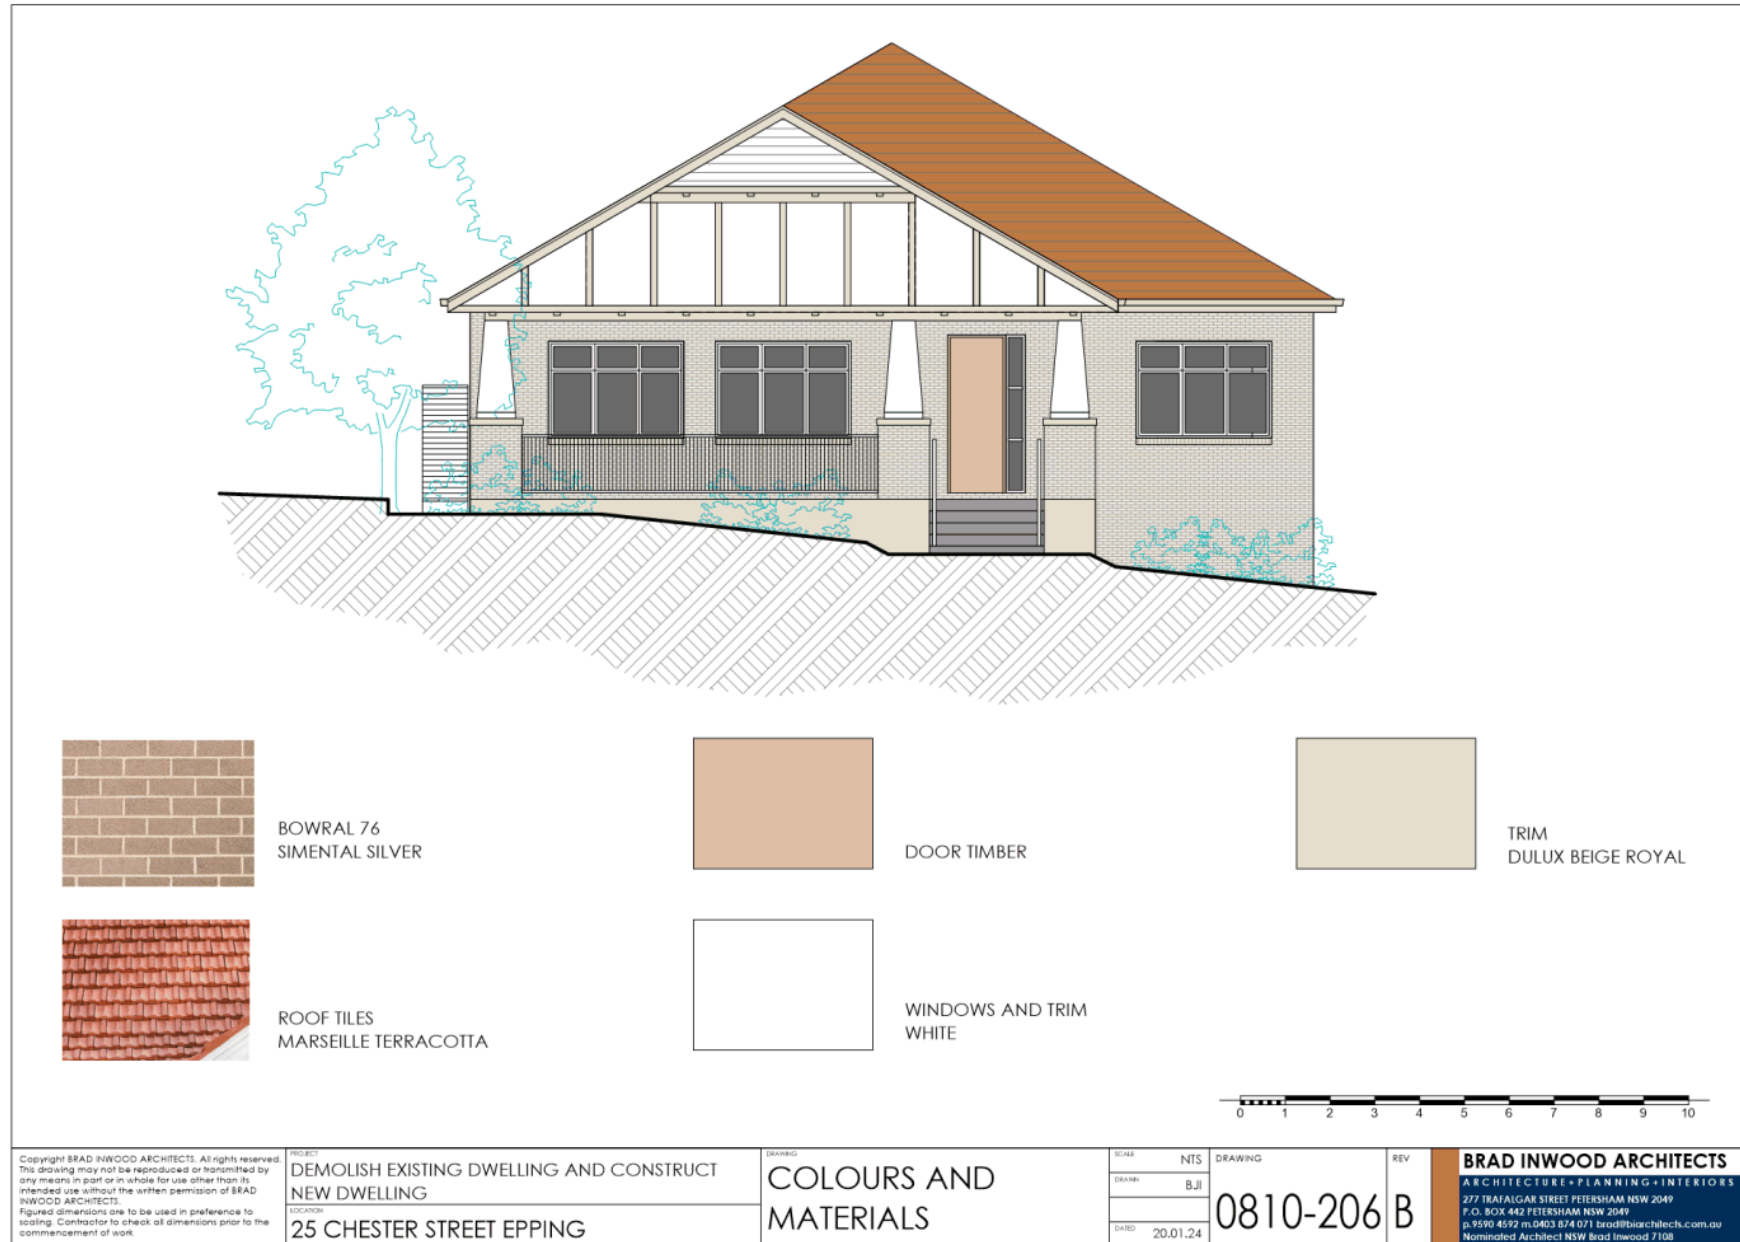 BOWRAL 76
SIMENTAL SILVER
DOOR TIMBER
TRIM
DULUX BEIGE ROYAL
ROOF TILES
MARSEILLE TERRACOTTA
WINDOWS AND TRIM
WHITE
0 1 2 3 4 5 6 7 8 9 10
Copyright BRAD INWOOD ARCHITECTS. All rights reserved.
This drawing may not be reproduced or transmitted by
any means in part or in whole for use other than its
intended use without the written permission of BRAD
INWOOD ARCHITECTS.
Figured dimensions are to be used in preference to
scaling. Contractor to check all dimensions prior to the
commencement of work
PROJECT
DEMOLISH EXISTING DWELLING AND CONSTRUCT
NEW DWELLING
LOCATION
25 CHESTER STREET EPPING
DRAWING
COLOURS AND
MATERIALS
SCALE NTS
DRAWN BJI
DATED 20.01.24
DRAWING
0810-206
REV
B
BRAD INWOOD ARCHITECTS
ARCHITECTURE+PLANNING+INTERIORS
277 TRAFALGAR STREET PETERSHAM NSW 2049
P.O. BOX 442 PETERSHAM NSW 2049
p.9590 4592 m.0403 874 071 brad@biarchitects.com.au
Nominated Architect NSW Brad Inwood 7108